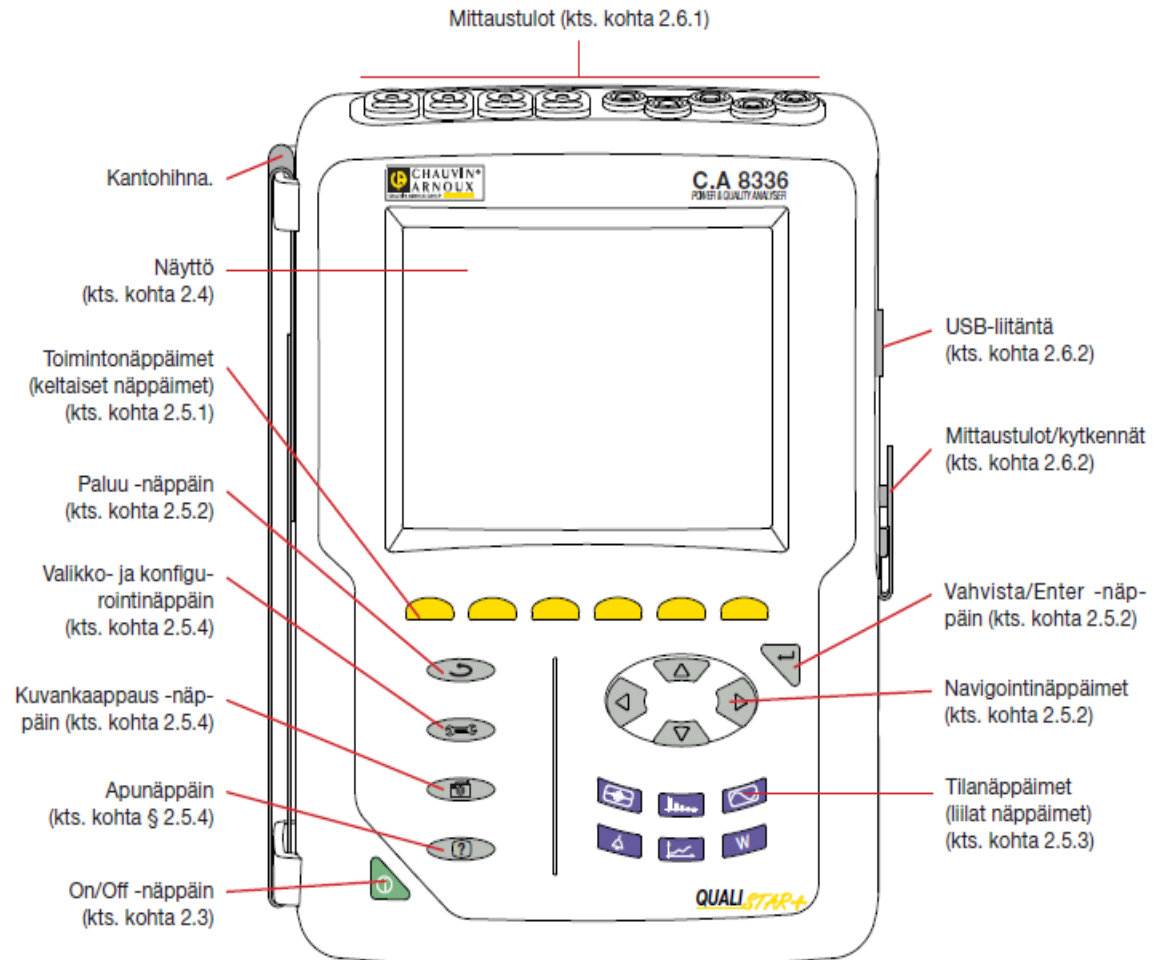 Mittaustulot (kts. kohta 2.6.1)
Kantohihna.
CHAUVIN®
ARNOUX
C.A 8336
POWER & QUALITY ANALYSER
Näyttö
(kts. kohta 2.4)
Toimintonäppäimet
(keltaiset näppäimet)
(kts. kohta 2.5.1)
Paluu -näppäin
(kts. kohta 2.5.2)
Valikko- ja konfigu-
rointinäppäin
(kts. kohta 2.5.4)
Kuvankaappaus -näp-
päin (kts. kohta 2.5.4)
Apunäppäin
(kts. kohta § 2.5.4)
On/Off -näppäin
(kts. kohta 2.3)
USB-liitäntä
(kts. kohta 2.6.2)
Mittaustulot/kytkennät
(kts. kohta 2.6.2)
Vahvista/Enter -näp-
päin (kts. kohta 2.5.2)
Navigointinäppäimet
(kts. kohta 2.5.2)
Tilanäppäimet
(liilat näppäimet)
(kts. kohta 2.5.3)
?
W
QUALISTAR+